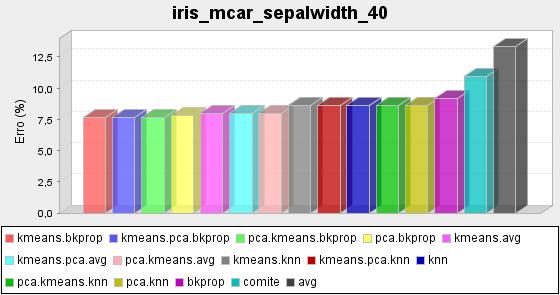 iris_mcar_sepalwidth_40
Erro (%)
12,5
10,0
7,5
5,0
2,5
0,0
kmeans.bkprop kmeans.pca.bkprop pca.kmeans.bkprop pca.bkprop kmeans.avg
kmeans.pca.avg pca.kmeans.avg kmeans.knn kmeans.pca.knn knn
pca.kmeans.knn pca.knn bkprop comite avg